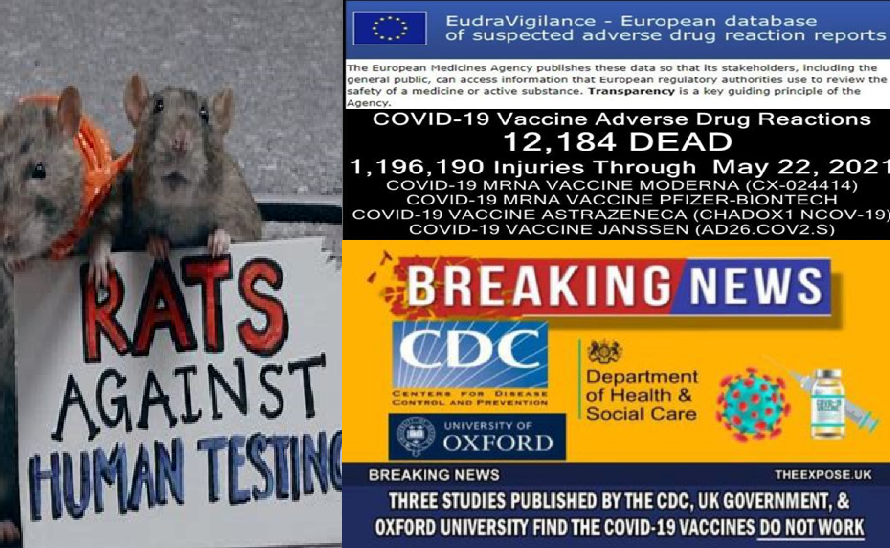 RATS
AGAINST
HUMAN TESTING
EudraVigilance - European database
of suspected adverse drug reaction reports
The European Medicines Agency publishes these data so that its stakeholders, including the
general public, can access information that European regulatory authorities use to review the
safety of a medicine or active substance. Transparency is a key guiding principle of the
Agency.
COVID-19 Vaccine Adverse Drug Reactions
12,184 DEAD
1,196,190 Injuries Through May 22, 2021
COVID-19 MRNA VACCINE MODERNA (CX-024414)
COVID-19 MRNA VACCINE PFIZER-BIONTECH
COVID-19 VACCINE ASTRAZENECA (CHADOX1 NCOV-19)
COVID-19 VACCINE JANSSEN (AD26.COV2.S)
BREAKING NEWS
CDC
CENTERS FOR DISEASE
CONTROL AND PREVENTION
Department
of Health &
Social Care
UNIVERSITY OF
OXFORD
BREAKING NEWS
THEEXPOSE.UK
THREE STUDIES PUBLISHED BY THE CDC, UK GOVERNMENT, &
OXFORD UNIVERSITY FIND THE COVID-19 VACCINES DO NOT WORK